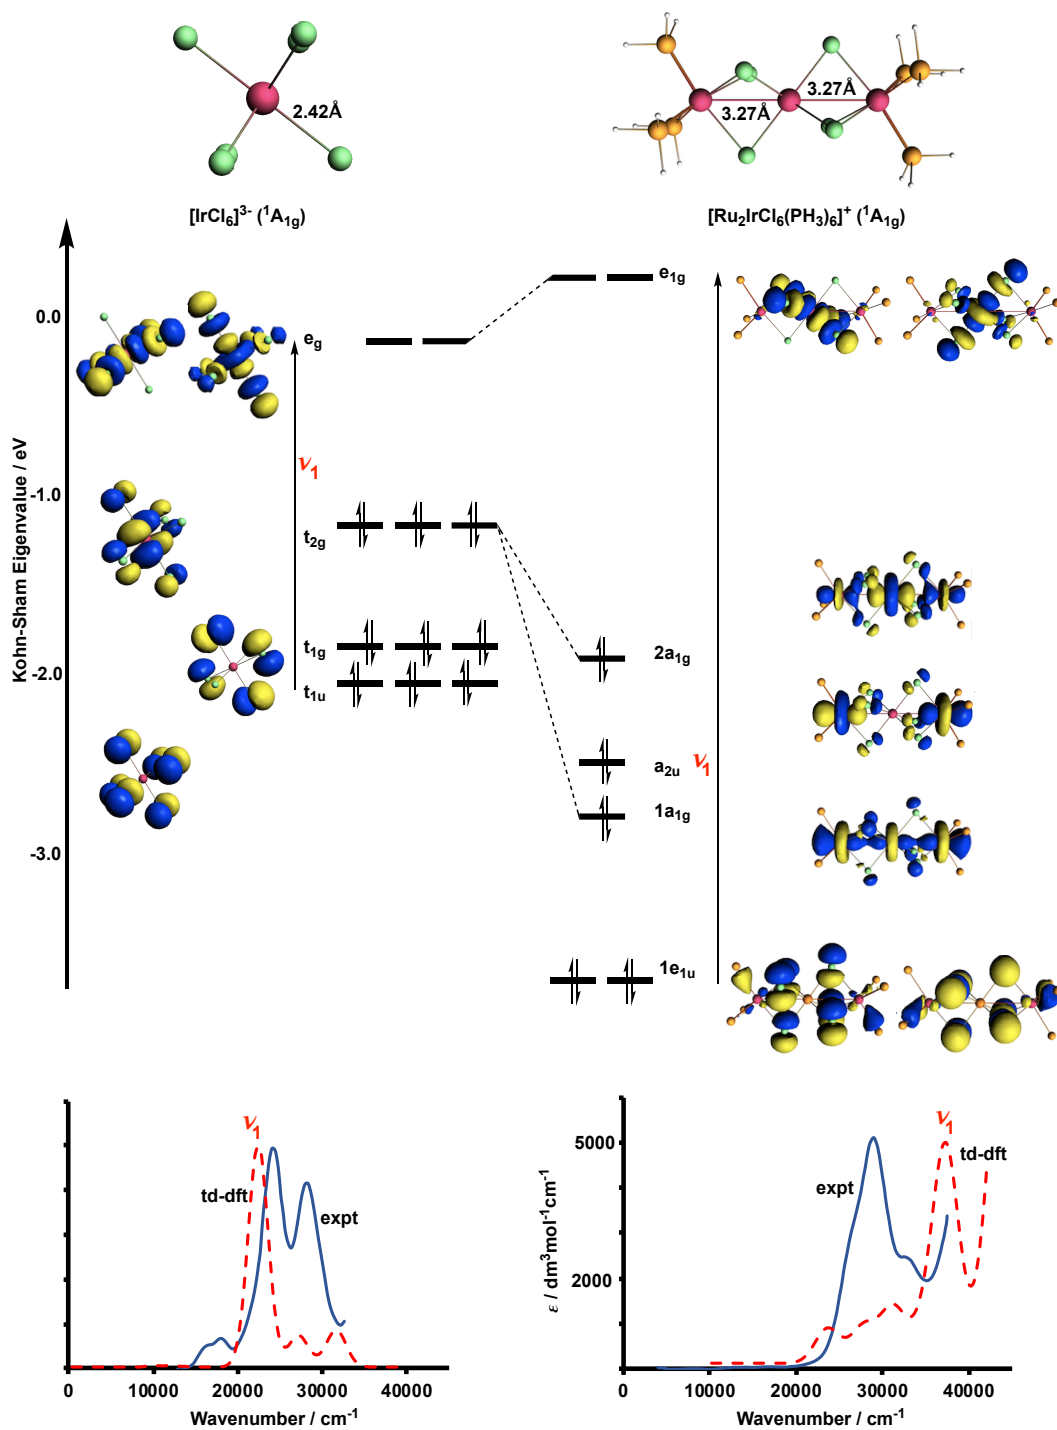 2.42Å
3.27Å
3.27Å
[IrCl6]3- (1A1g)
[Ru2IrCl6(PH3)6]+ (1A1g)
Kohn-Sham Eigenvalue / eV
0.0
-1.0
-2.0
-3.0
eg
ν1
t2g
t1g
t1u
e1g
2a1g
a2u
1a1g
1e1u
ν1
ν1
td-dft
expt
0
10000
20000
30000
40000
Wavenumber / cm-1
ν1
td-dft
expt
5000
2000
ε / dm3mol-1cm-1
0
10000
20000
30000
40000
Wavenumber / cm-1